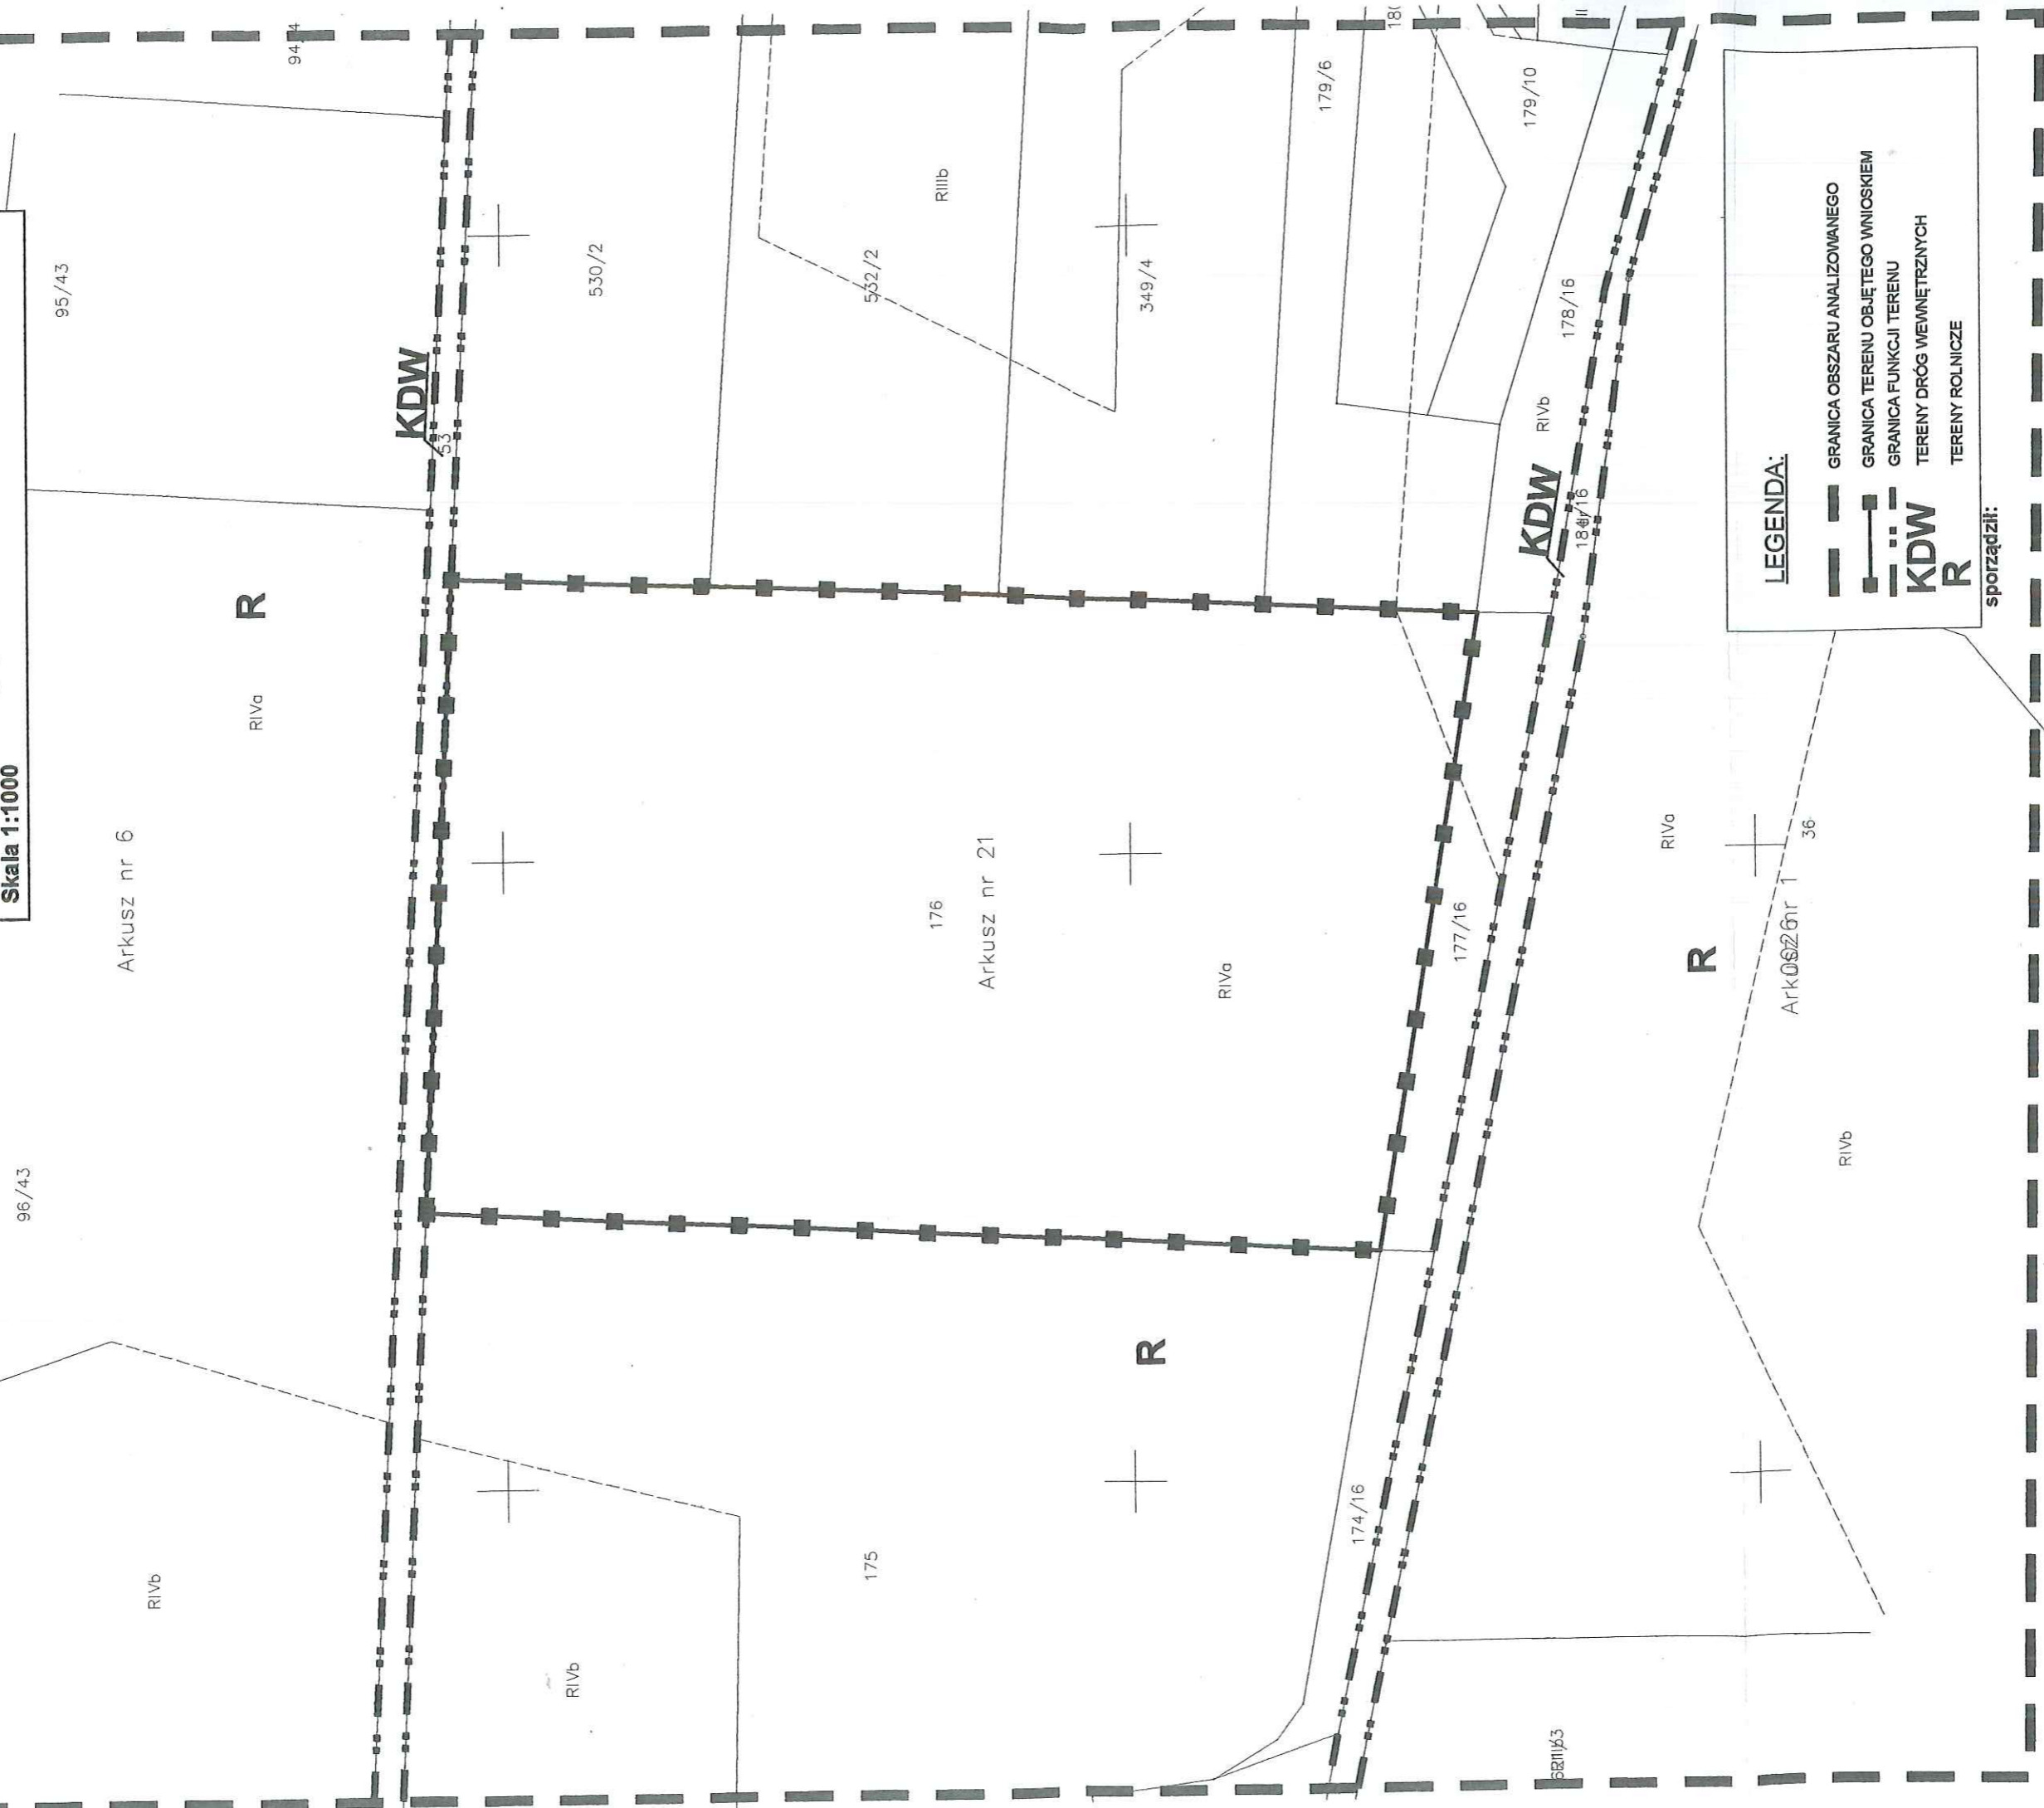 Skala 1:1000
94
95/43
96/43
R
RIVa
Arkusz nr 6
RIVb
KDW
53
530/2
532/2
RIIIb
349/4
179/6
18
179/10
178/16
RIVb
KDW
176
Arkusz nr 21
RIVa
177/16
R
175
RIVb
174/16
RIVa
36
R
RIVb
LEGENDA:
GRANICA OBSZARU ANALIZOWANEGO
GRANICA TERENU OBJĘTEGO WNIOSKIEM
GRANICA FUNKCJI TERENU
KDW TERENY DRÓG WEWNĘTRZNYCH
R TERENY ROLNICZE
sporządził: